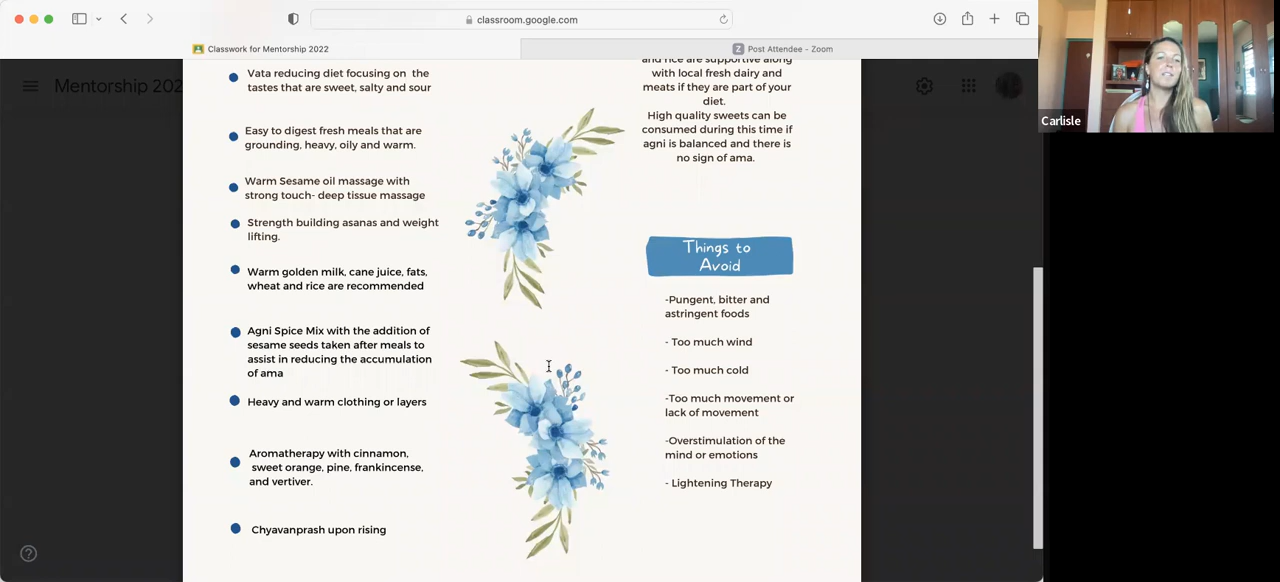 classroom.google.com
Classwork for Mentorship 2022
Z Post Attendee - Zoom
Mentorship 202
Carlisle
Vata reducing diet focusing on the
tastes that are sweet, salty and sour
Easy to digest fresh meals that are
grounding, heavy, oily and warm.
Warm Sesame oil massage with
strong touch- deep tissue massage
Strength building asanas and weight
lifting.
Warm golden milk, cane juice, fats,
wheat and rice are recommended
Agni Spice Mix with the addition of
sesame seeds taken after meals to
assist in reducing the accumulation
of ama
Heavy and warm clothing or layers
Aromatherapy with cinnamon,
sweet orange, pine, frankincense,
and vertiver.
Chyavanprash upon rising
and rice are supportive along
with local fresh dairy and
meats if they are part of your
diet.
High quality sweets can be
consumed during this time if
agni is balanced and there is
no sign of ama.
Things to
Avoid
-Pungent, bitter and
astringent foods
- Too much wind
- Too much cold
-Too much movement or
lack of movement
-Overstimulation of the
mind or emotions
- Lightening Therapy